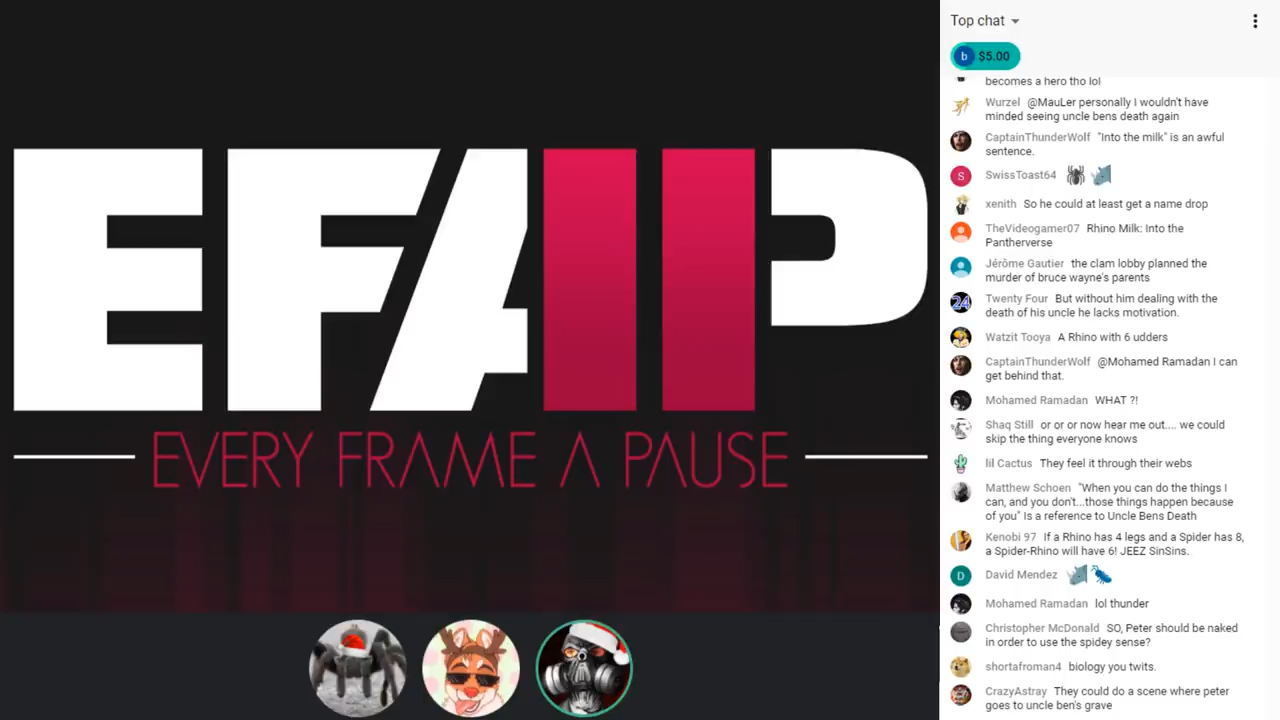 EFAP
EVERY FRAME A PAUSE
Top chat
b $5.00
becomes a hero tho lol
Wurzel @MauLer personally I wouldn't have
minded seeing uncle bens death again
CaptainThunderWolf "Into the milk" is an awful
sentence.
S SwissToast64
xenith So he could at least get a name drop
TheVideogamer07 Rhino Milk: Into the
Pantherverse
Jérôme Gautier the clam lobby planned the
murder of bruce wayne's parents
24 Twenty Four But without him dealing with the
death of his uncle he lacks motivation.
Watzit Tooya A Rhino with 6 udders
CaptainThunderWolf @Mohamed Ramadan I can
get behind that.
Mohamed Ramadan WHAT ?!
Shaq Still or or or now hear me out.... we could
skip the thing everyone knows
lil Cactus They feel it through their webs
Matthew Schoen "When you can do the things I
can, and you don't...those things happen because
of you" Is a reference to Uncle Bens Death
Kenobi 97 If a Rhino has 4 legs and a Spider has 8,
a Spider-Rhino will have 6! JEEZ SinSins.
D David Mendez
Mohamed Ramadan lol thunder
Christopher McDonald SO, Peter should be naked
in order to use the spidey sense?
shortafroman4 biology you twits.
CrazyAstray They could do a scene where peter
goes to uncle ben's grave